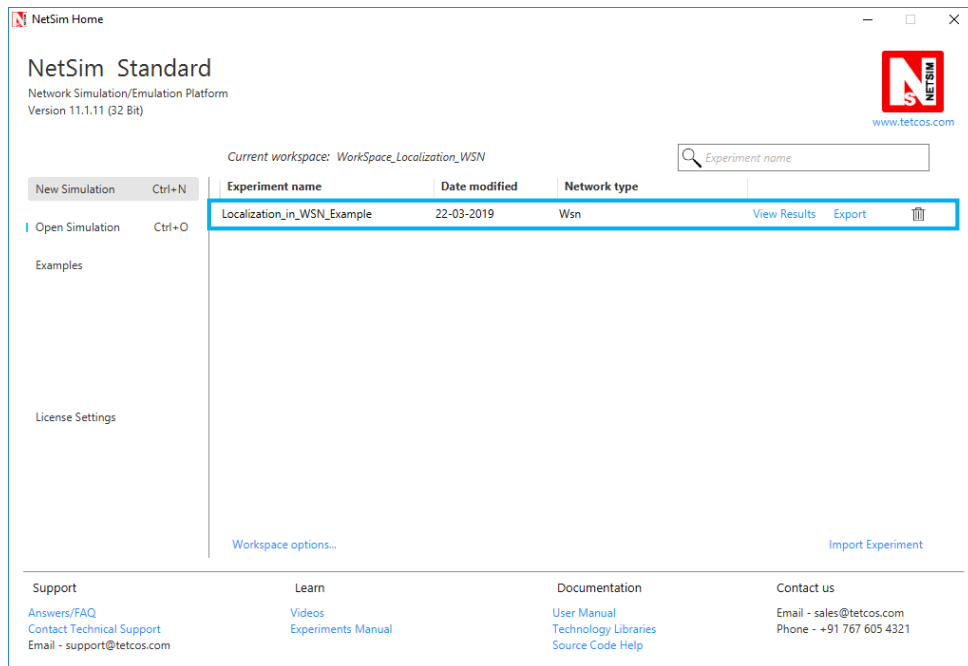 NetSim Home
NetSim Standard
Network Simulation/Emulation Platform
Version 11.1.11 (32 Bit)
NS
NETSIM
www.tetcos.com
Current workspace: WorkSpace_Localization_WSN
Experiment name
New Simulation Ctrl+N
Open Simulation Ctrl+O
Examples
License Settings
Experiment name Date modified Network type
Localization_in_WSN_Example 22-03-2019 Wsn View Results Export
Workspace options... Import Experiment
Support
Answers/FAQ
Contact Technical Support
Email - support@tetcos.com
Learn
Videos
Experiments Manual
Documentation
User Manual
Technology Libraries
Source Code Help
Contact us
Email - sales@tetcos.com
Phone - +91 767 605 4321